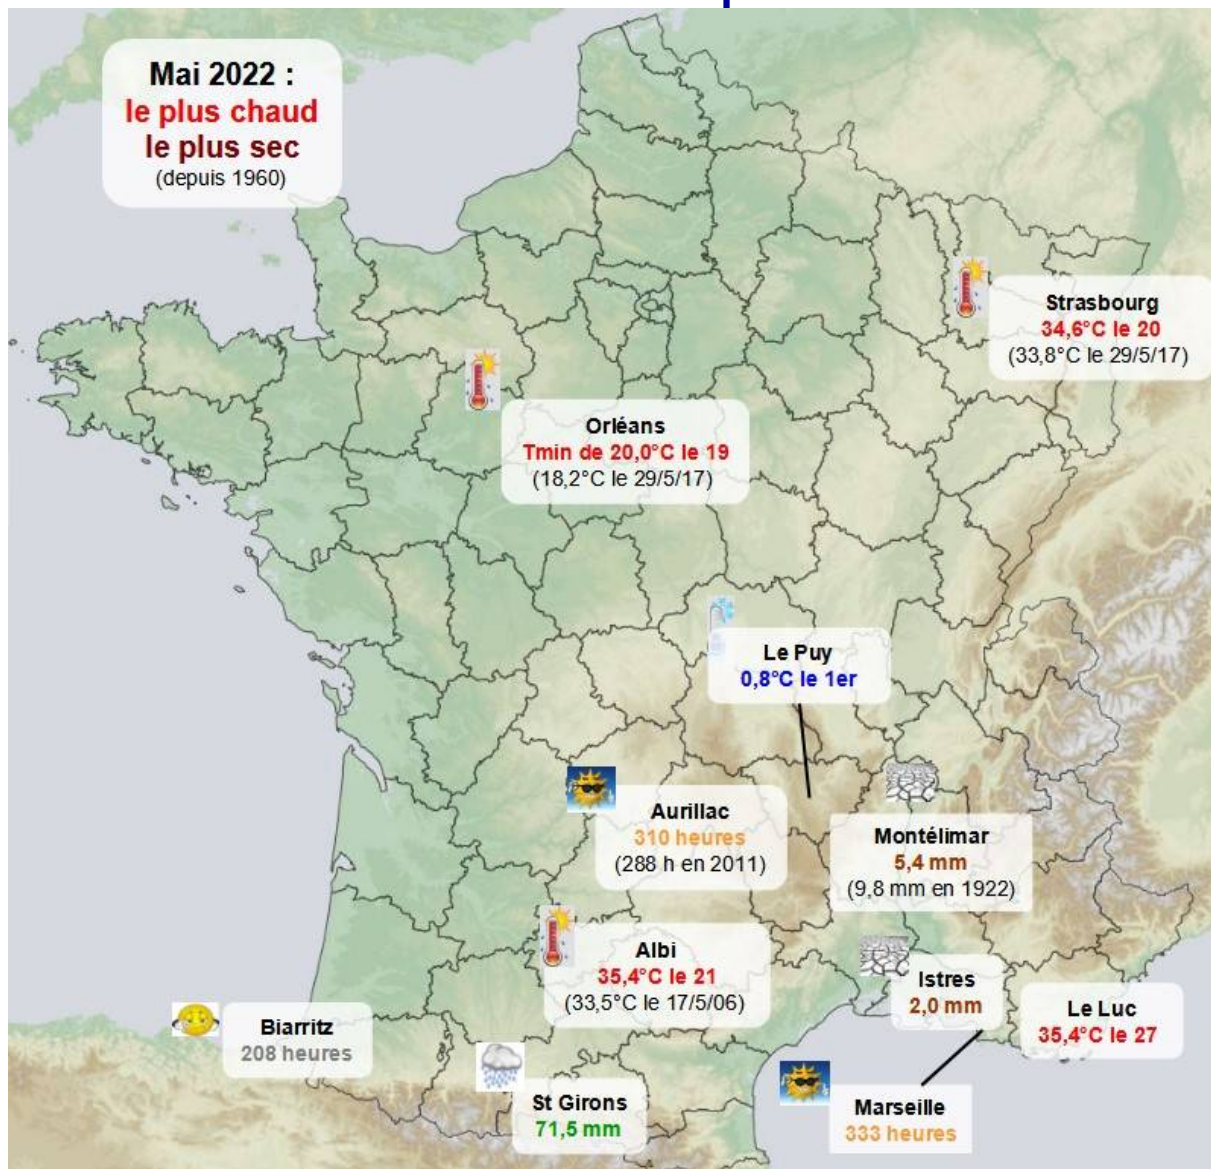 Mai 2022 :
le plus chaud
le plus sec
(depuis 1960)
Strasbourg
34,6°C le 20
(33,8°C le 29/5/17)
Orléans
Tmin de 20,0°C le 19
(18,2°C le 29/5/17)
Le Puy
0,8°C le 1er
Aurillac
310 heures
(288 h en 2011)
Montélimar
5,4 mm
(9,8 mm en 1922)
Albi
35,4°C le 21
(33,5°C le 17/5/06)
Istres
2,0 mm
Le Luc
35,4°C le 27
Biarritz
208 heures
St Girons
71,5 mm
Marseille
333 heures